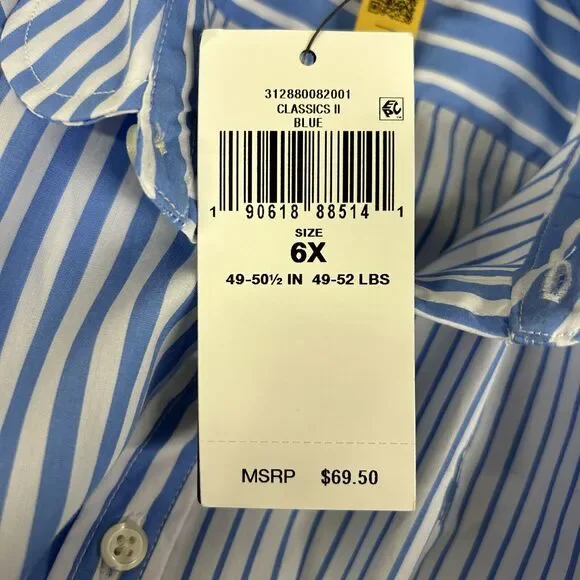 312880082001
CLASSICS II
BLUE
1 90618 88514 1
SIZE
6X
49-50½ IN 49-52 LBS
MSRP $69.50